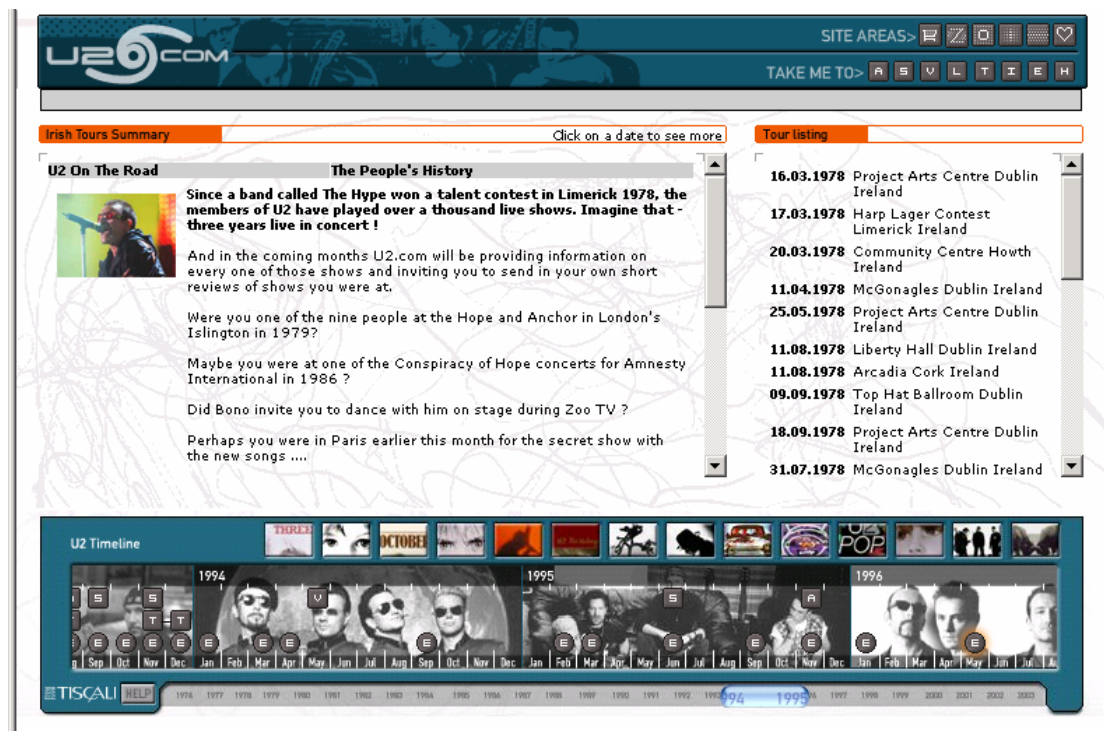 U2.COM
SITE AREAS>
TAKE ME TO> A S V L T I E H
Irish Tours Summary
Click on a date to see more
Tour listing
U2 On The Road
The People's History
Since a band called The Hype won a talent contest in Limerick 1978, the
members of U2 have played over a thousand live shows. Imagine that -
three years live in concert !
And in the coming months U2.com will be providing information on
every one of those shows and inviting you to send in your own short
reviews of shows you were at.
Were you one of the nine people at the Hope and Anchor in London's
Islington in 1979?
Maybe you were at one of the Conspiracy of Hope concerts for Amnesty
International in 1986 ?
Did Bono invite you to dance with him on stage during Zoo TV ?
Perhaps you were in Paris earlier this month for the secret show with
the new songs ....
16.03.1978 Project Arts Centre Dublin
Ireland
17.03.1978 Harp Lager Contest
Limerick Ireland
20.03.1978 Community Centre Howth
Ireland
11.04.1978 McGonagles Dublin Ireland
25.05.1978 Project Arts Centre Dublin
Ireland
11.08.1978 Liberty Hall Dublin Ireland
11.08.1978 Arcadia Cork Ireland
09.09.1978 Top Hat Ballroom Dublin
Ireland
18.09.1978 Project Arts Centre Dublin
Ireland
31.07.1978 McGonagles Dublin Ireland
U2 Timeline
THREE
OCTOBER
U2 POP
1994 1995 1996
S S V S A
T T
E E E E E E E E E E E E E E E
Sep Oct Nov Dec Jan Feb Mar Apr May Jun Jul Aug Sep Oct Nov Dec Jan Feb Mar Apr May Jun Jul Aug Sep Oct Nov Dec Jan Feb Mar Apr May Jun Jul
TISCALI HELP
1976 1977 1978 1979 1980 1981 1982 1983 1984 1985 1986 1987 1988 1989 1990 1991 1992 1993 1995 1997 1998 1999 2000 2001 2002 2003